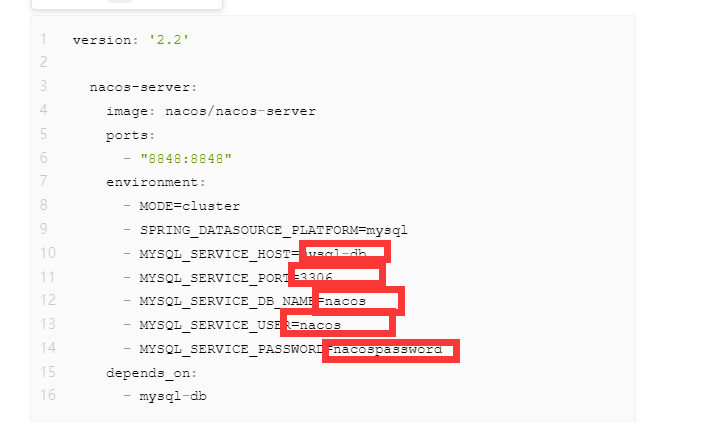 1 version: '2.2'
2
3 nacos-server:
4 image: nacos/nacos-server
5 ports:
6 - "8848:8848"
7 environment:
8 - MODE=cluster
9 - SPRING_DATASOURCE_PLATFORM=mysql
10 - MYSQL_SERVICE_HOST=mysql-db
11 - MYSQL_SERVICE_PORT=3306
12 - MYSQL_SERVICE_DB_NAME=nacos
13 - MYSQL_SERVICE_USER=nacos
14 - MYSQL_SERVICE_PASSWORD=nacospassword
15 depends_on:
16 - mysql-db